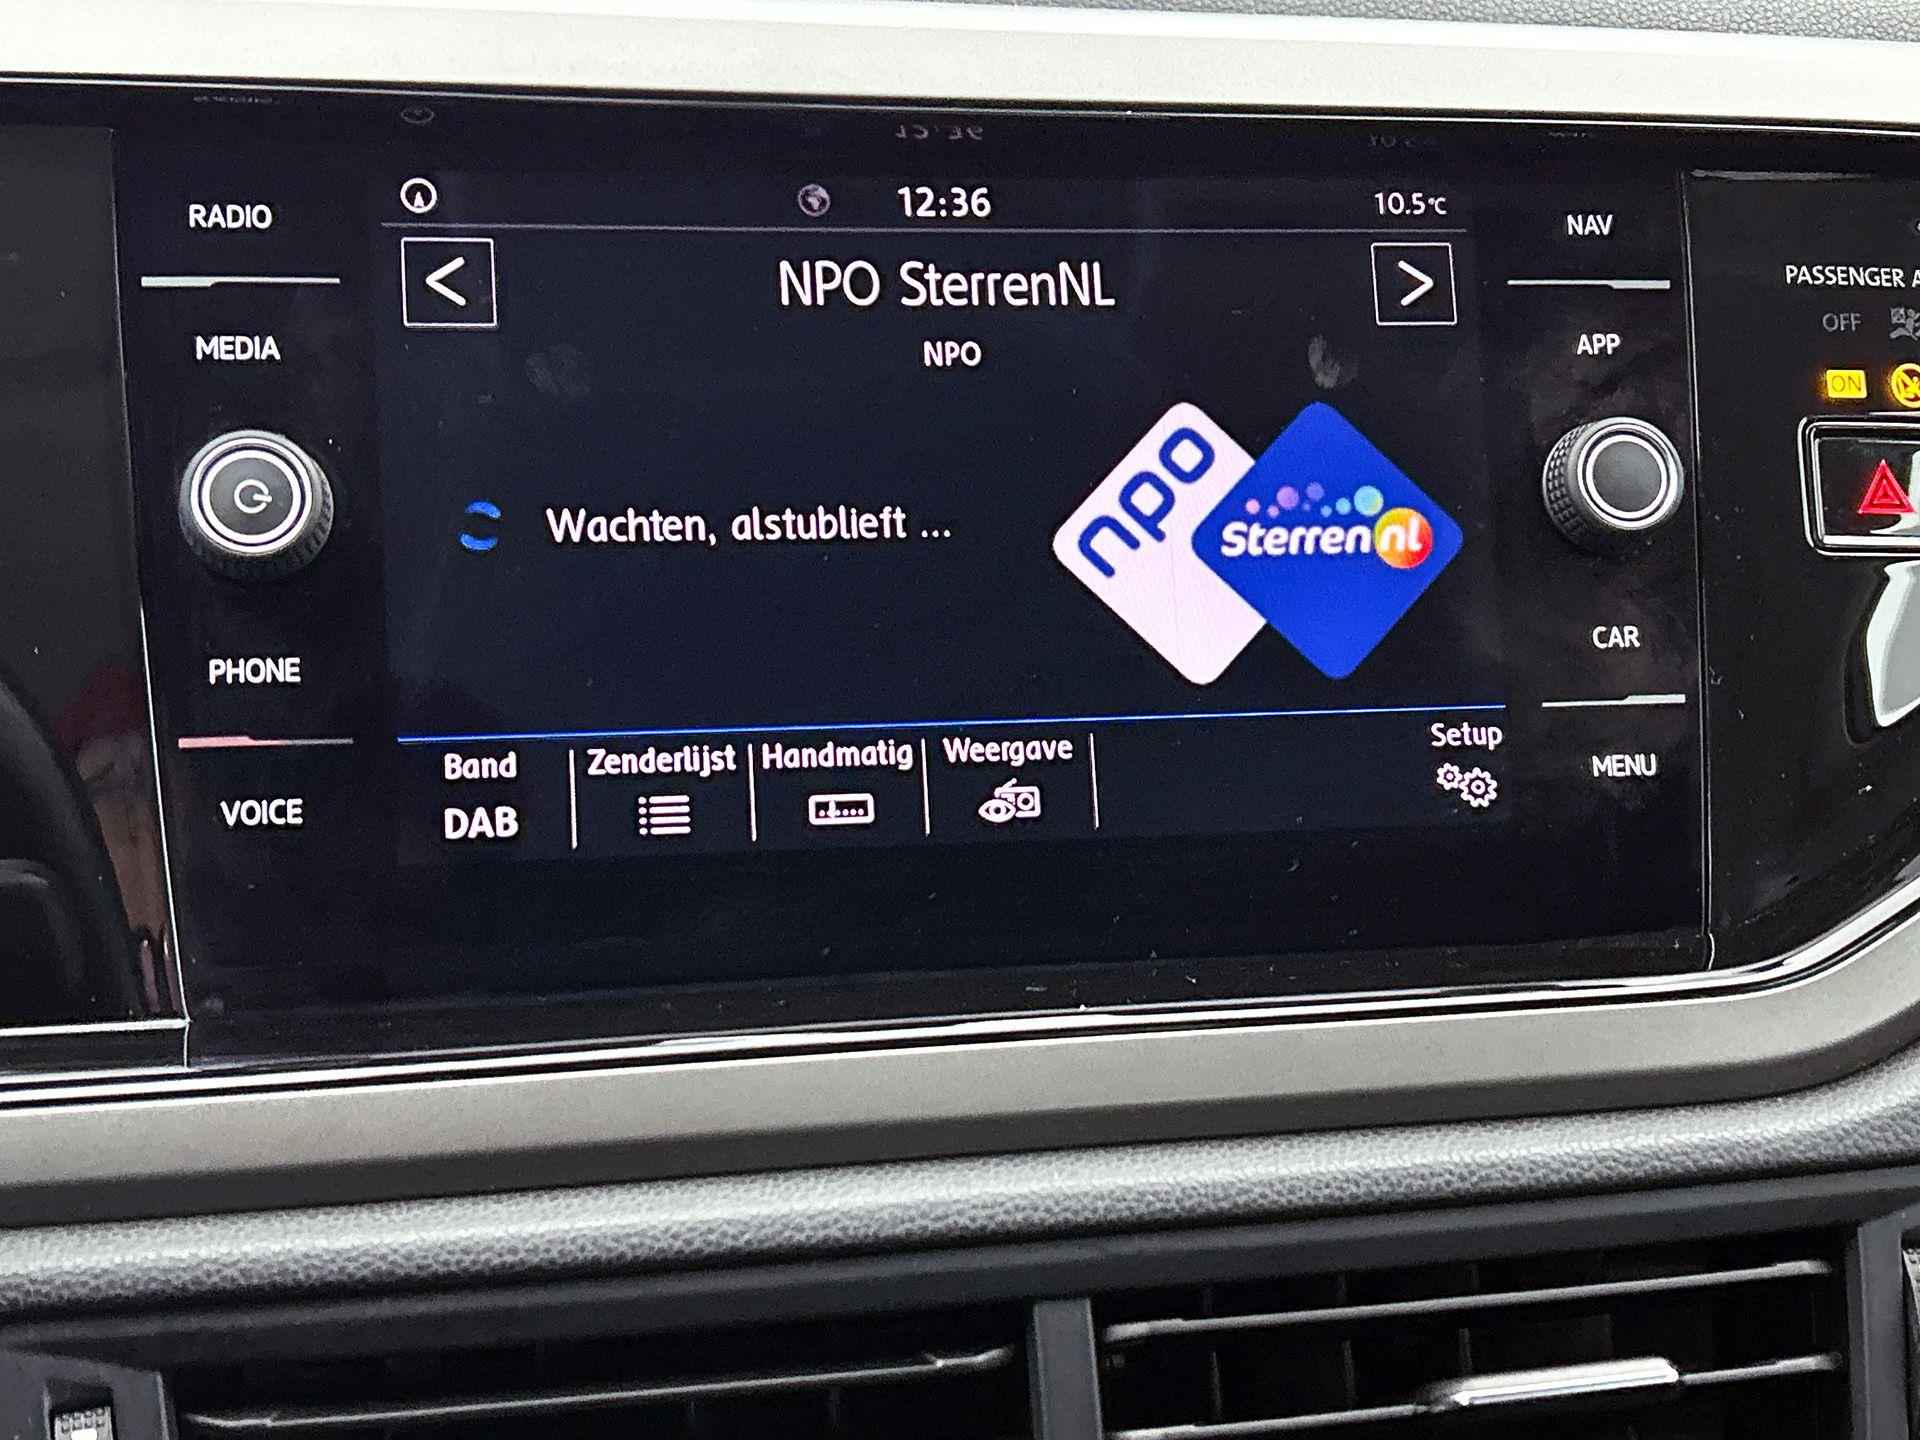 12:36
10.5°C
RADIO
NAV
< NPO SterrenNL >
NPO
MEDIA
APP
PASSENGER A
OFF
ON
npo
Sterren nl
Wachten, alstublieft ...
PHONE
CAR
Band
Zenderlijst
Handmatig
Weergave
Setup
DAB
VOICE
MENU